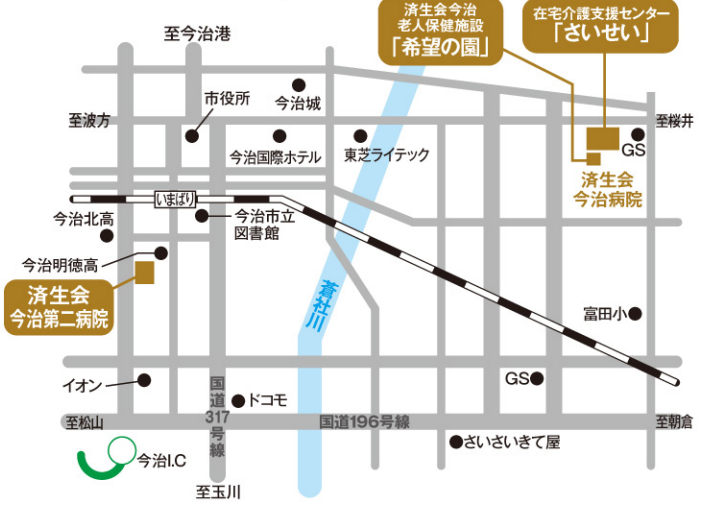 済生会今治
老人保健施設
「希望の園」
在宅介護支援センター
「さいせい」
至今治港
市役所
今治城
至波方
至桜井
今治国際ホテル
東芝ライテック
GS
済生会
今治病院
いまばり
今治北高
今治市立
図書館
今治明徳高
済生会
今治第二病院
蒼社川
富田小
イオン
GS
国道317号線
ドコモ
至松山
国道196号線
至朝倉
さいさいきて屋
今治I.C
至玉川